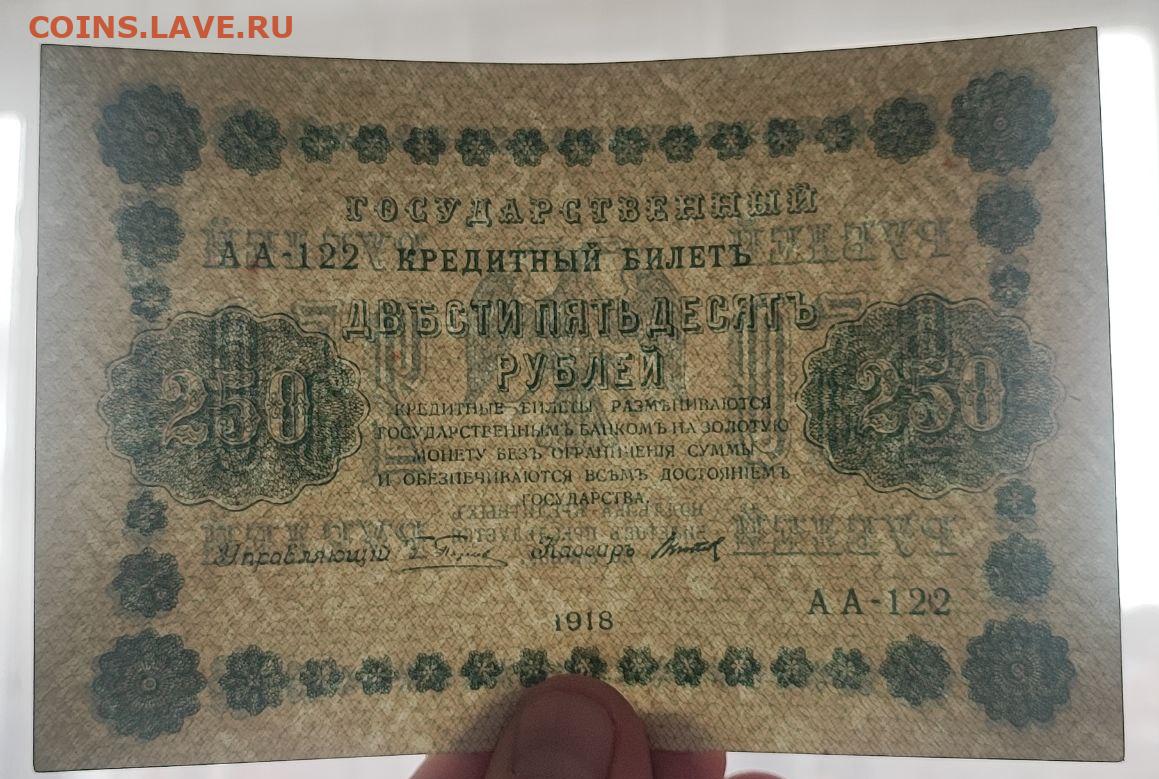 COINS.LAVE.RU
ГОСУДАРСТВЕННЫЙ
АА-122 КРЕДИТНЫЙ БИЛЕТЪ
ДВѢСТИ ПЯТЬДЕСЯТЪ
РУБЛЕЙ
250 250
КРЕДИТНЫЕ БИЛЕТЫ РАЗМѢНИВАЮТСЯ
ГОСУДАРСТВЕННЫМЪ БАНКОМЪ НА ЗОЛОТУЮ
МОНЕТУ БЕЗЪ ОГРАНИЧЕНІЯ СУММЫ
И ОБЕЗПЕЧИВАЮТСЯ ВСѢМЪ ДОСТОЯНІЕМЪ
ГОСУДАРСТВА.
Управляющій Кассиръ
АА-122
1918